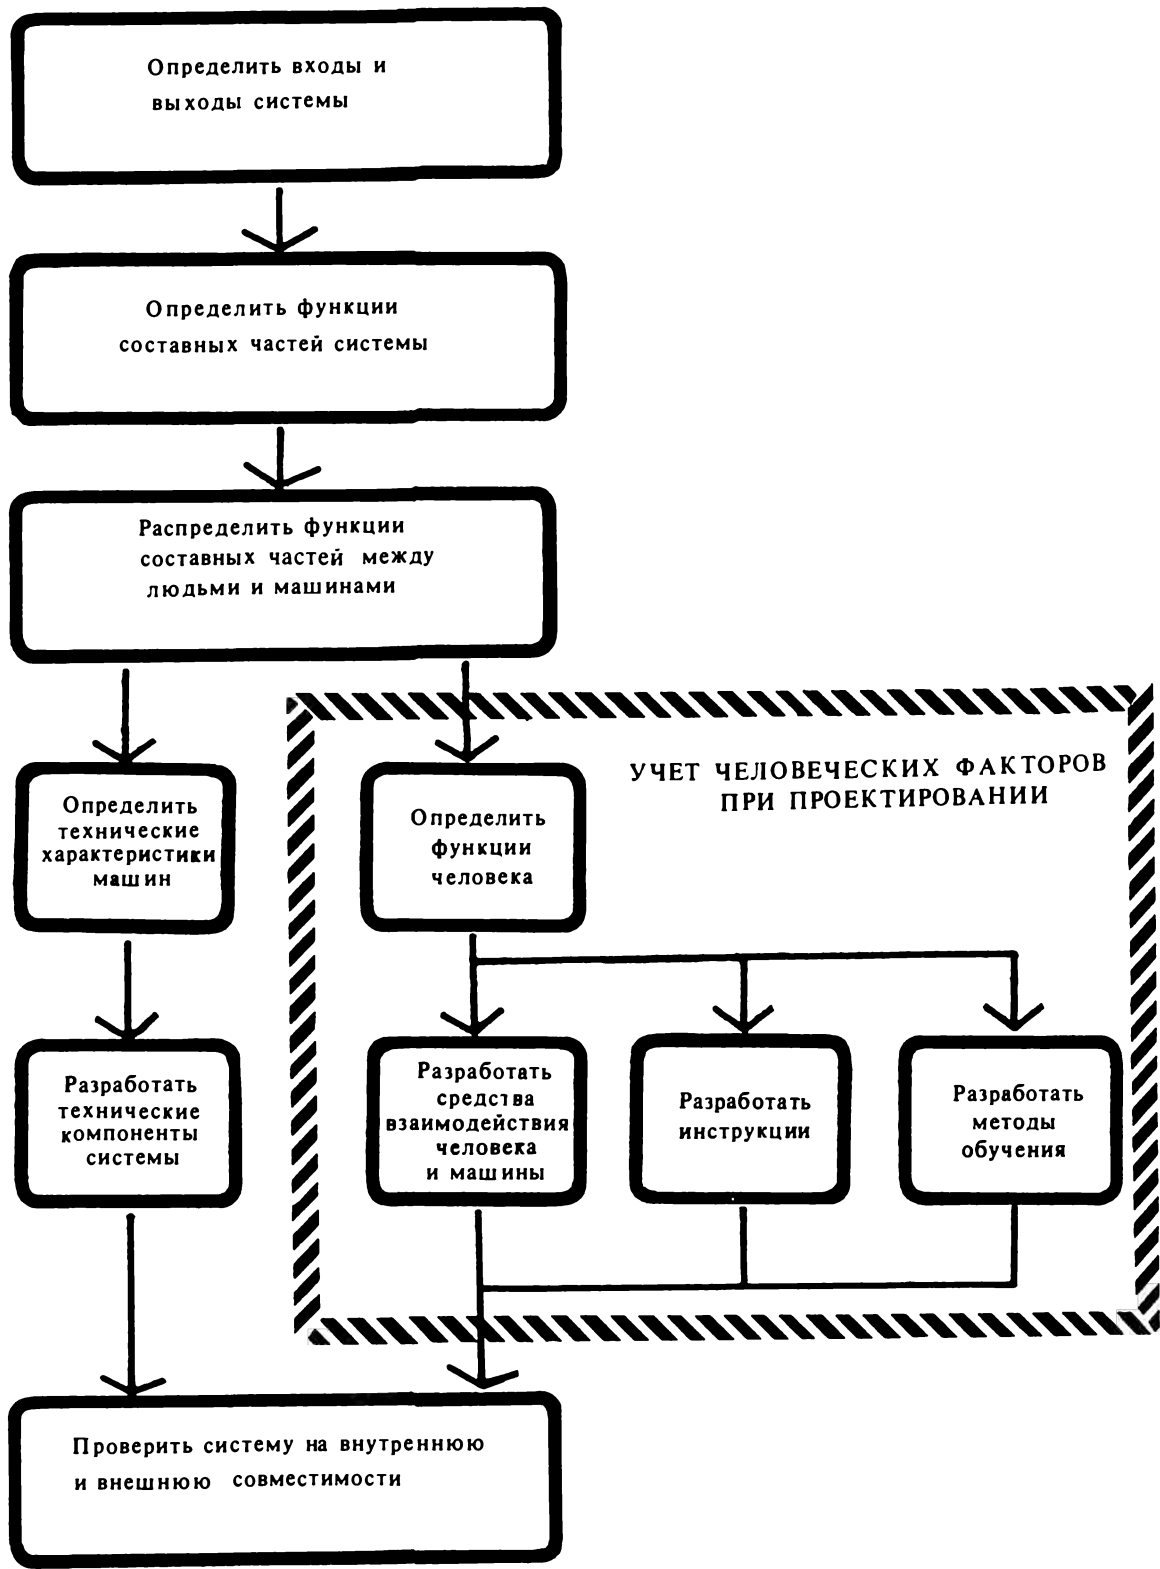 Определить входы и
выходы системы
Определить функции
составных частей системы
Распределить функции
составных частей между
людьми и машинами
УЧЕТ ЧЕЛОВЕЧЕСКИХ ФАКТОРОВ
ПРИ ПРОЕКТИРОВАНИИ
Определить
технические
характеристики
машин
Определить
функции
человека
Разработать
технические
компоненты
системы
Разработать
средства
взаимодействия
человека
и машины
Разработать
инструкции
Разработать
методы
обучения
Проверить систему на внутреннюю
и внешнюю совместимости